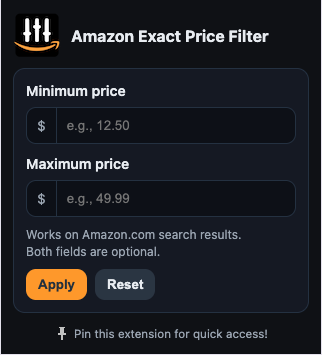 Amazon Exact Price Filter
Minimum price
$ e.g., 12.50
Maximum price
$ e.g., 49.99
Works on Amazon.com search results.
Both fields are optional.
Apply Reset
Pin this extension for quick access!